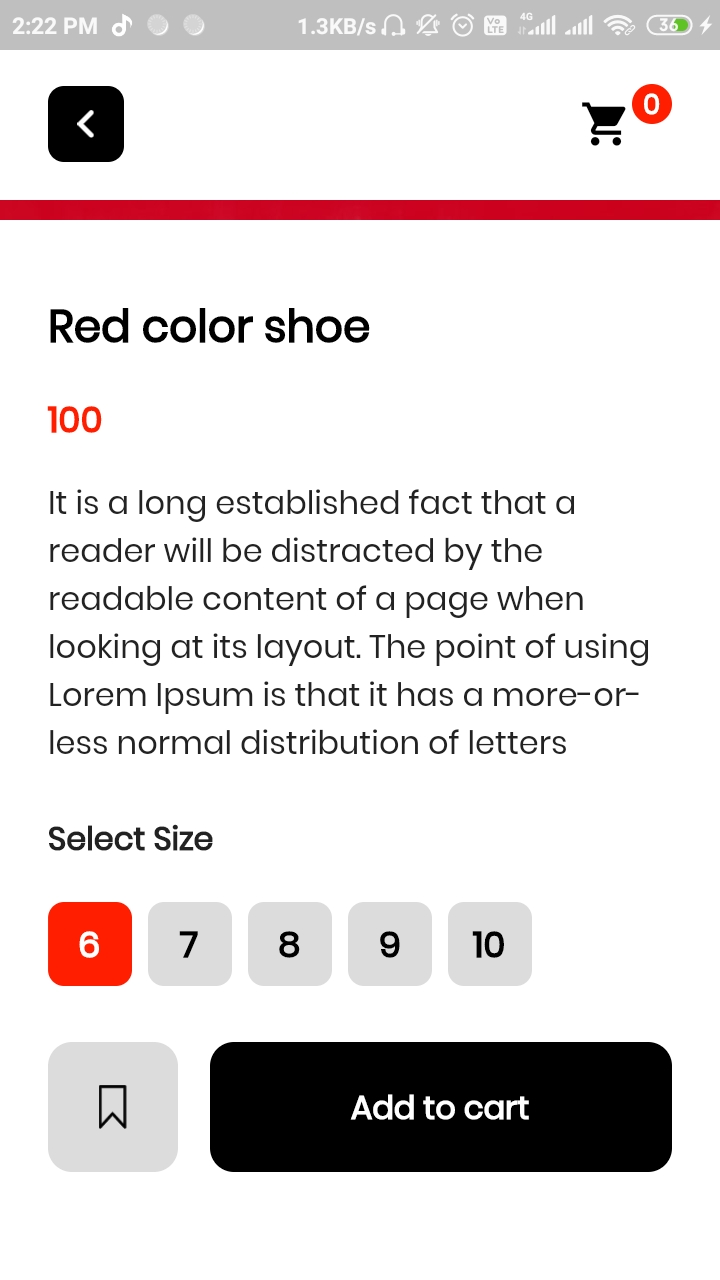 2:22 PM 1.3KB/s Vo LTE 4G 36
0
Red color shoe
100
It is a long established fact that a
reader will be distracted by the
readable content of a page when
looking at its layout. The point of using
Lorem Ipsum is that it has a more-or-
less normal distribution of letters
Select Size
6 7 8 9 10
Add to cart